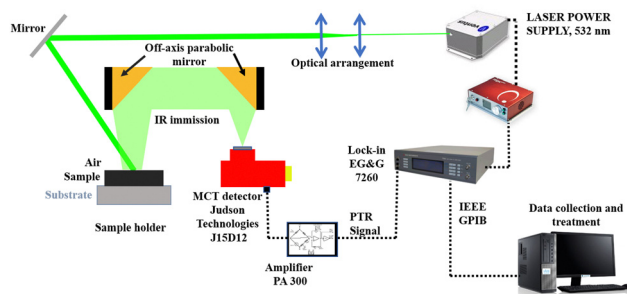 Mirror
Off-axis parabolic
mirror
Optical arrangement
LASER POWER
SUPPLY, 532 nm
IR immission
Air
Sample
Substrate
Sample holder
MCT detector
Judson
Technologies
J15D12
Lock-in
EG&G
7260
PTR
Signal
Amplifier
PA 300
IEEE
GPIB
Data collection and
treatment